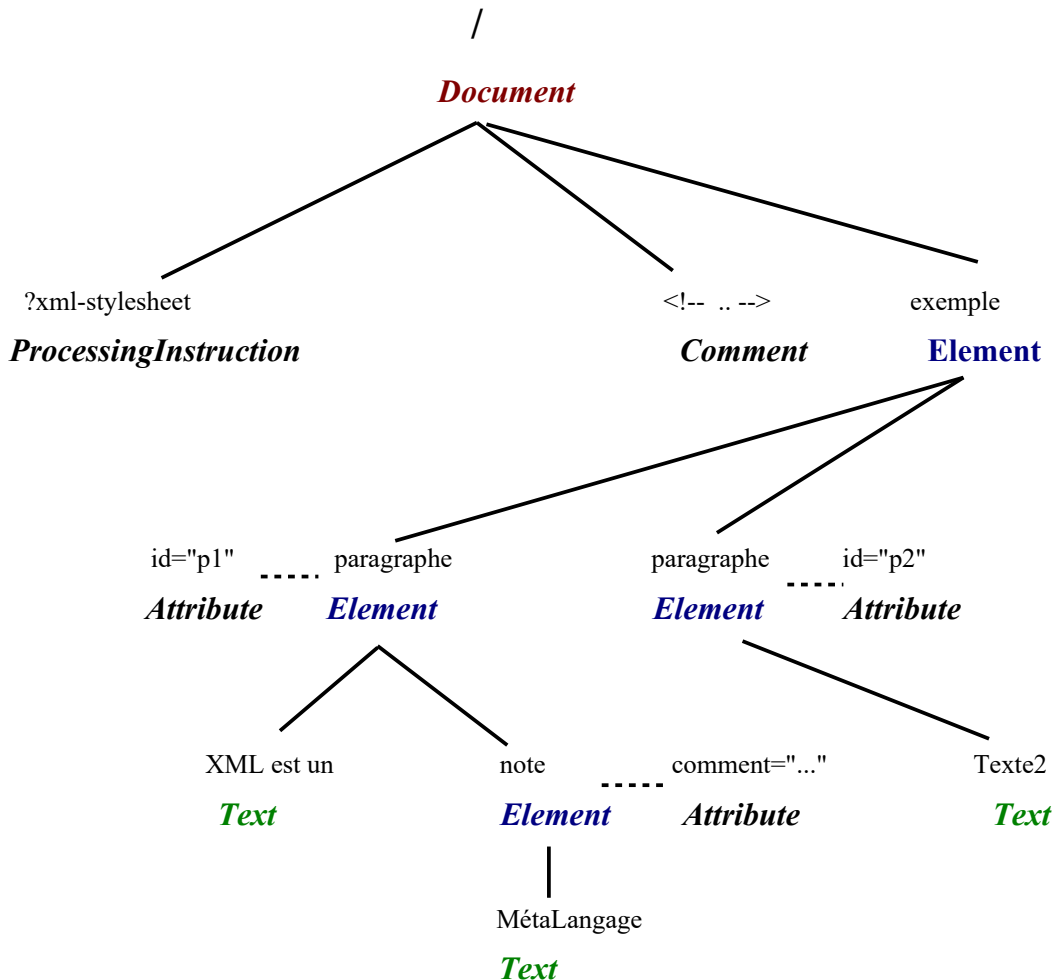 /
Document
?xml-stylesheet <!-- .. --> exemple
ProcessingInstruction Comment Element
id="p1" paragraphe paragraphe id="p2"
Attribute Element Element Attribute
XML est un note comment="..." Texte2
Text Element Attribute Text
MétaLangage
Text